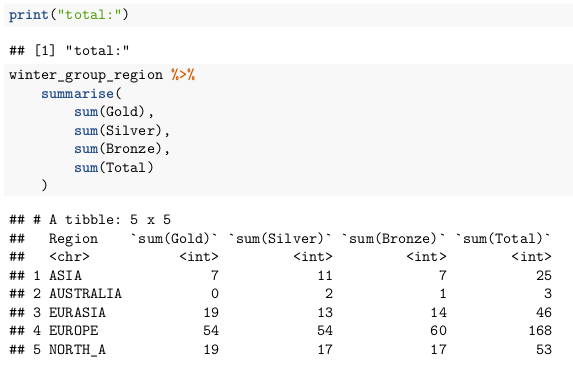 print("total:")
## [1] "total:"
winter_group_region %>%
    summarise(
        sum(Gold),
        sum(Silver),
        sum(Bronze),
        sum(Total)
    )
## # A tibble: 5 x 5
##   Region    `sum(Gold)` `sum(Silver)` `sum(Bronze)` `sum(Total)`
##   <chr>           <int>         <int>         <int>        <int>
## 1 ASIA                7            11             7           25
## 2 AUSTRALIA           0             2             1            3
## 3 EURASIA            19            13            14           46
## 4 EUROPE             54            54            60          168
## 5 NORTH_A            19            17            17           53